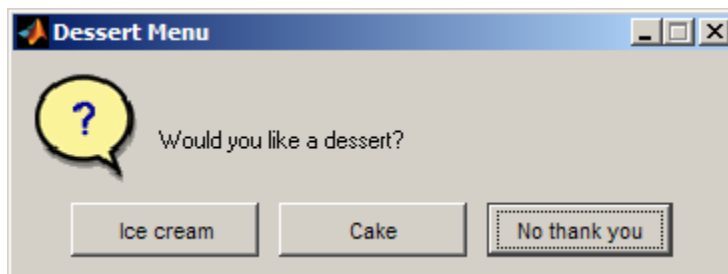 Dessert Menu
?
Would you like a dessert?
Ice cream Cake No thank you